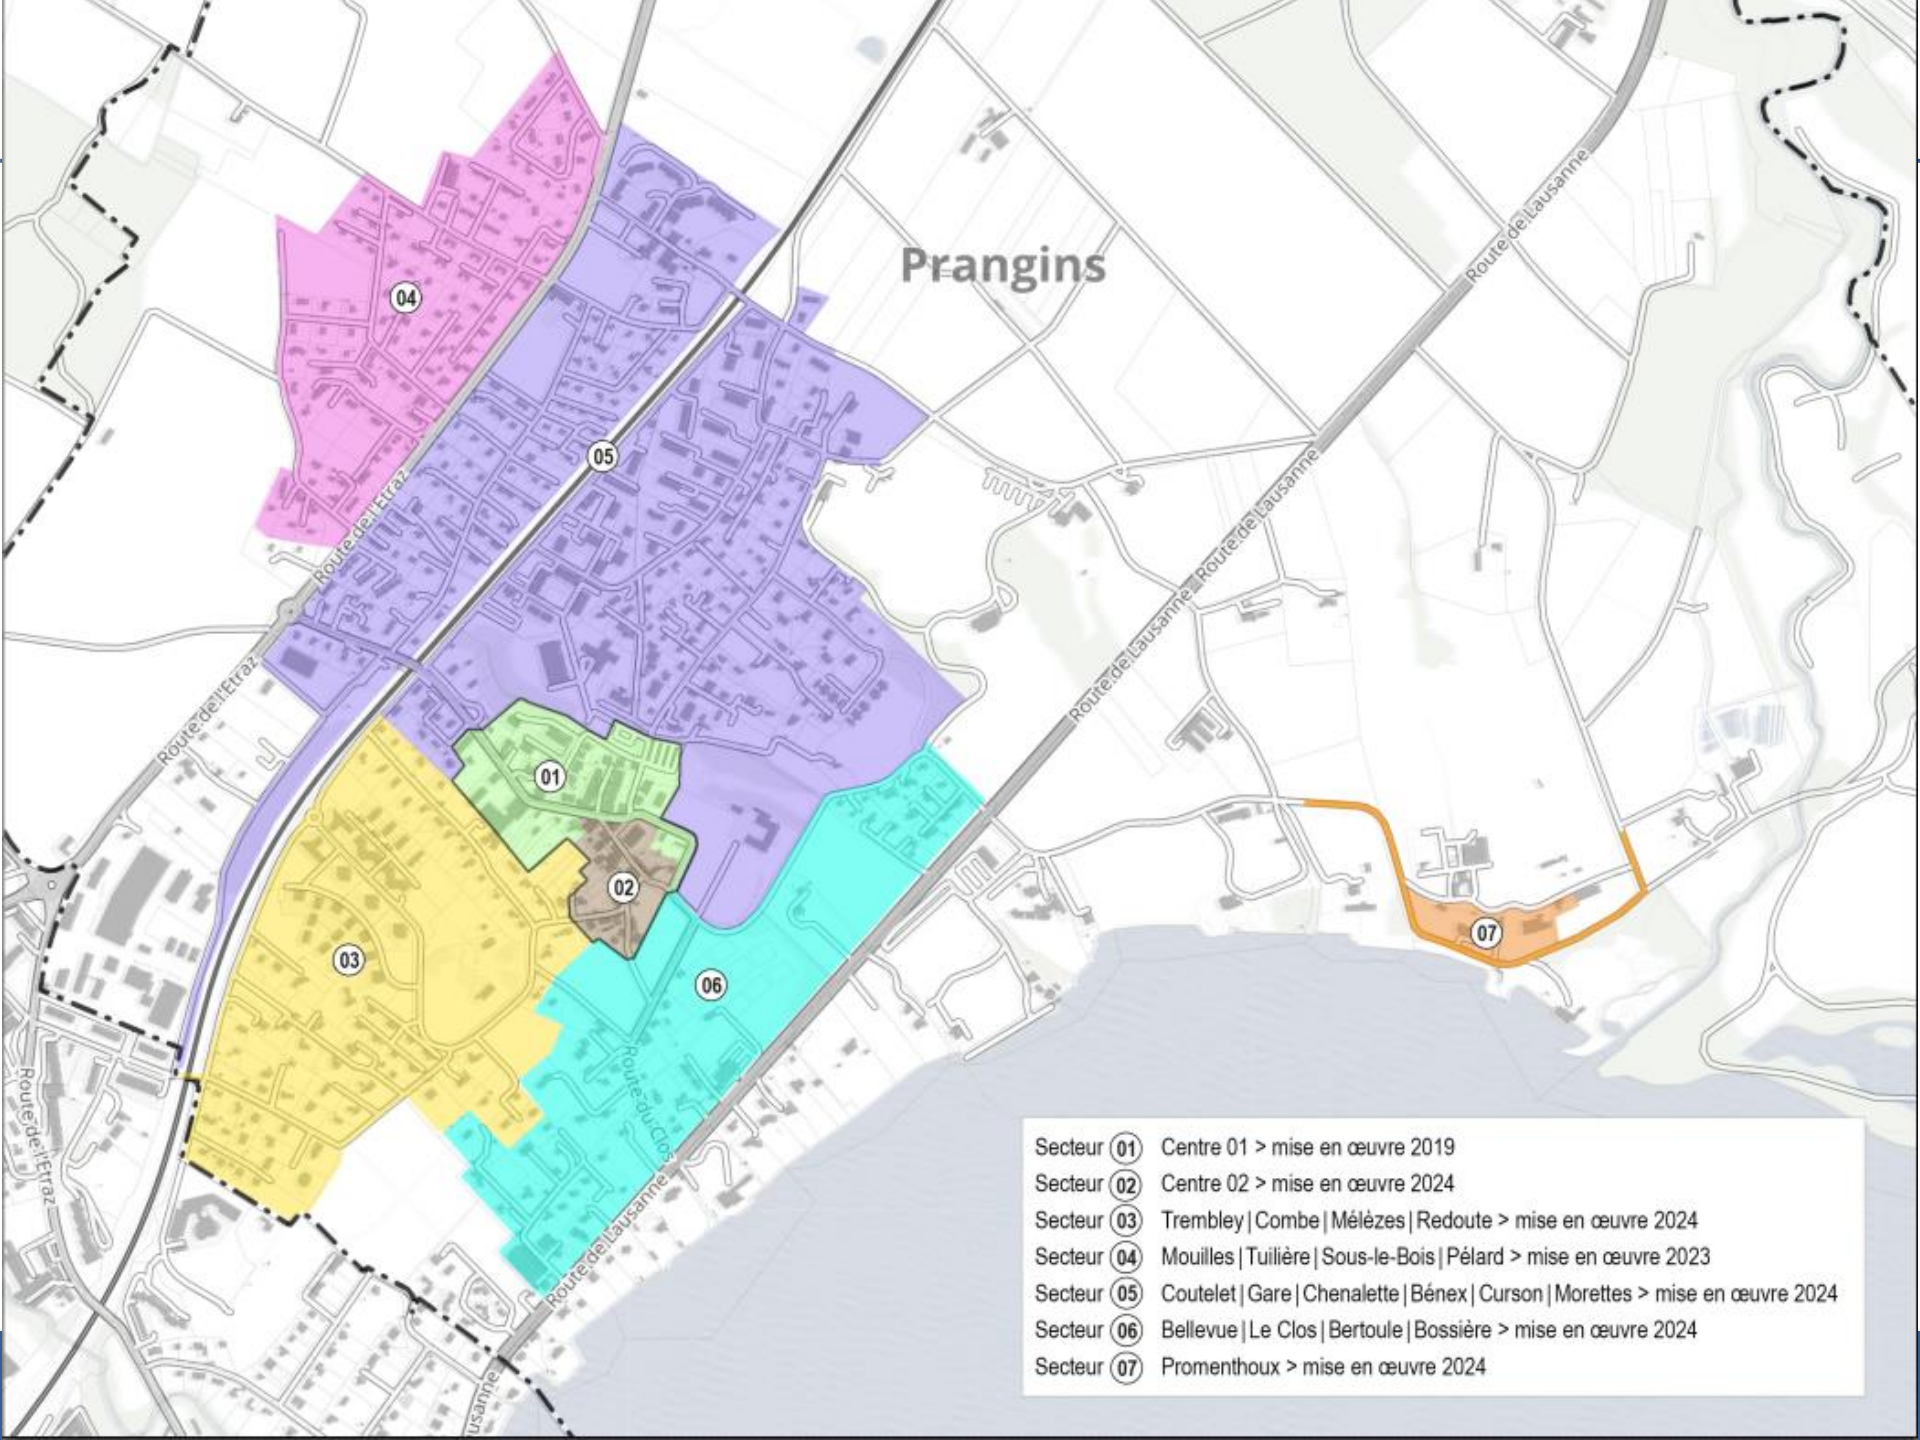 Prangins
Route de Lausanne
04
05
Route de Lausanne
Route de l'Etraz
Route de Lausanne
Route de l'Etraz
01
02
07
03
06
Route du Clos
Route de l'Etraz
Route de Lausanne
usanne
Secteur 01 Centre 01 > mise en œuvre 2019
Secteur 02 Centre 02 > mise en œuvre 2024
Secteur 03 Trembley|Combe|Mélèzes|Redoute > mise en œuvre 2024
Secteur 04 Mouilles|Tuilière|Sous-le-Bois|Pélard > mise en œuvre 2023
Secteur 05 Coutelet|Gare|Chenalette|Bénex|Curson|Morettes > mise en œuvre 2024
Secteur 06 Bellevue|Le Clos|Bertoule|Bossière > mise en œuvre 2024
Secteur 07 Promenthoux > mise en œuvre 2024